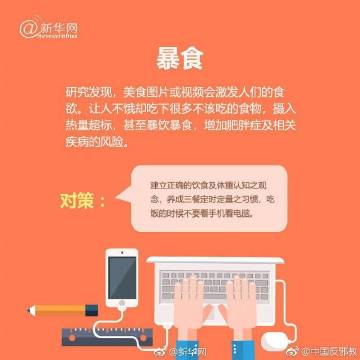 @新华网
暴食
研究发现，美食图片或视频会激发人们的食
欲。让人不饿却吃下很多不该吃的食物，摄入
热量超标，甚至暴饮暴食，增加肥胖症及相关
疾病的风险。
对策：
建立正确的饮食及体重认知之观
念，养成三餐定时定量之习惯，吃
饭的时候不要看手机看电脑。
@新华网
@中国反邪教